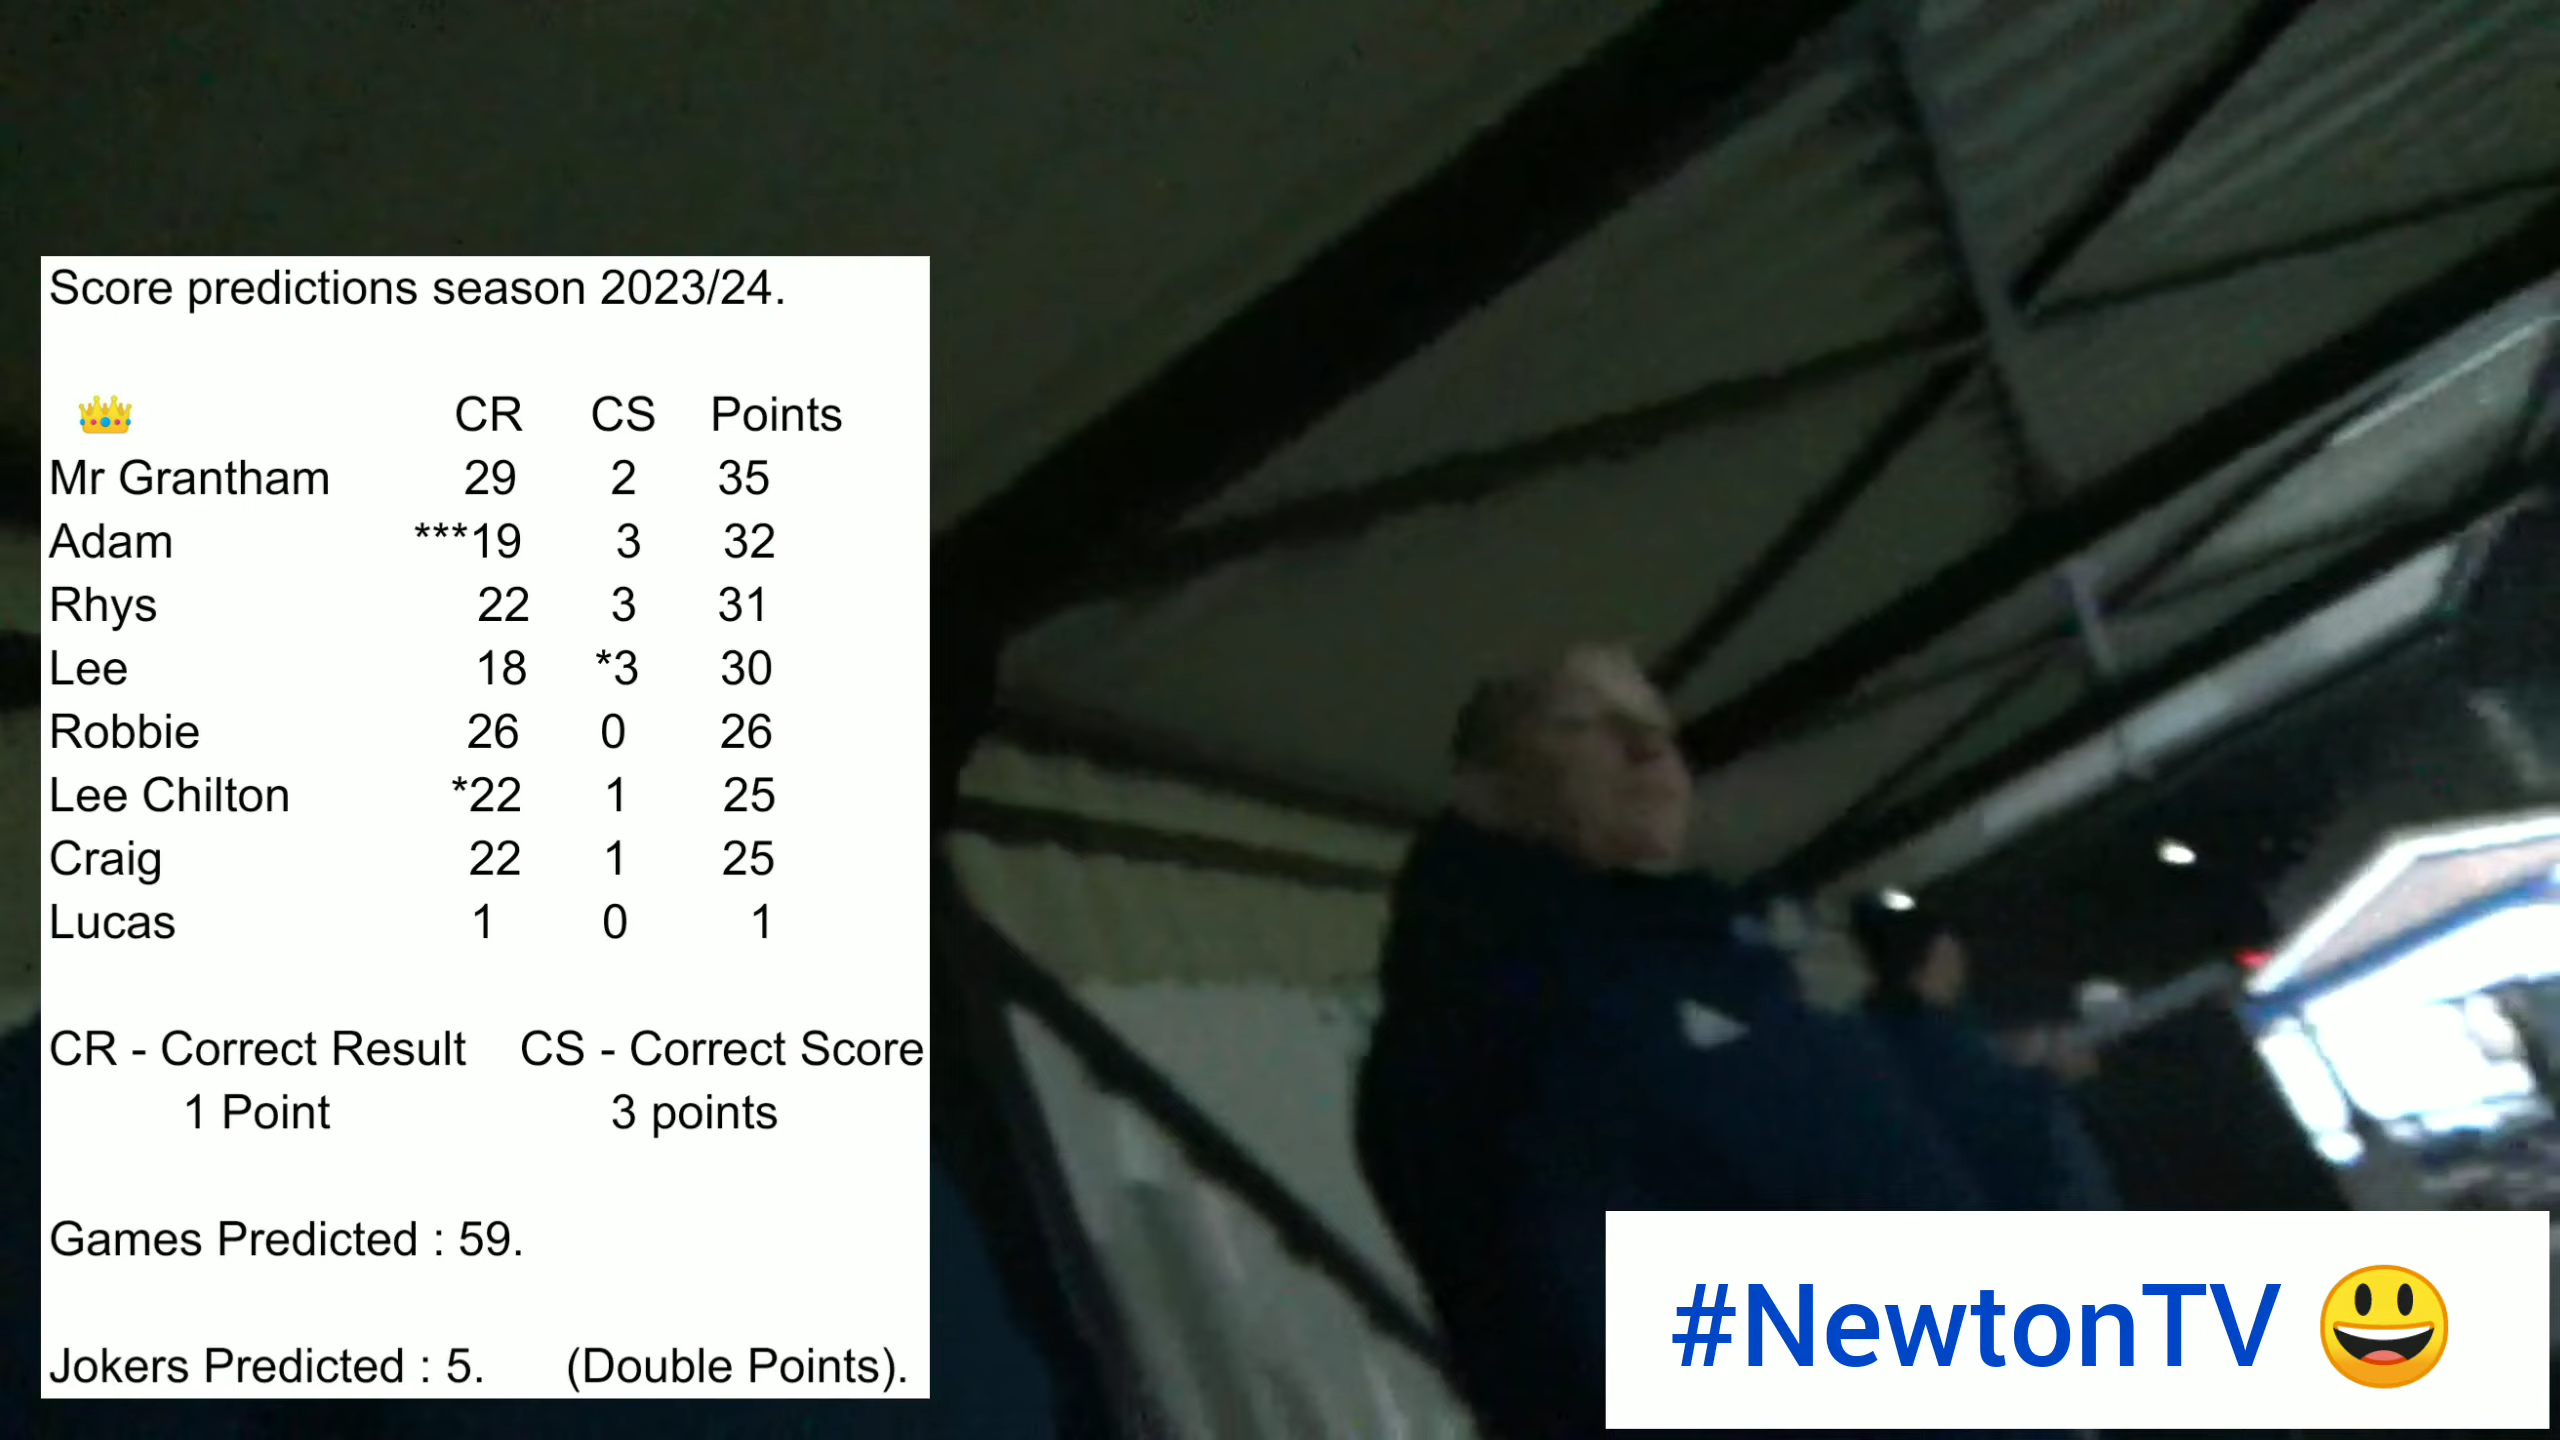 Score predictions season 2023/24.
👑 CR CS Points
Mr Grantham 29 2 35
Adam ***19 3 32
Rhys 22 3 31
Lee 18 *3 30
Robbie 26 0 26
Lee Chilton *22 1 25
Craig 22 1 25
Lucas 1 0 1
CR - Correct Result CS - Correct Score
1 Point 3 points
Games Predicted : 59.
Jokers Predicted : 5. (Double Points).
#NewtonTV 😃